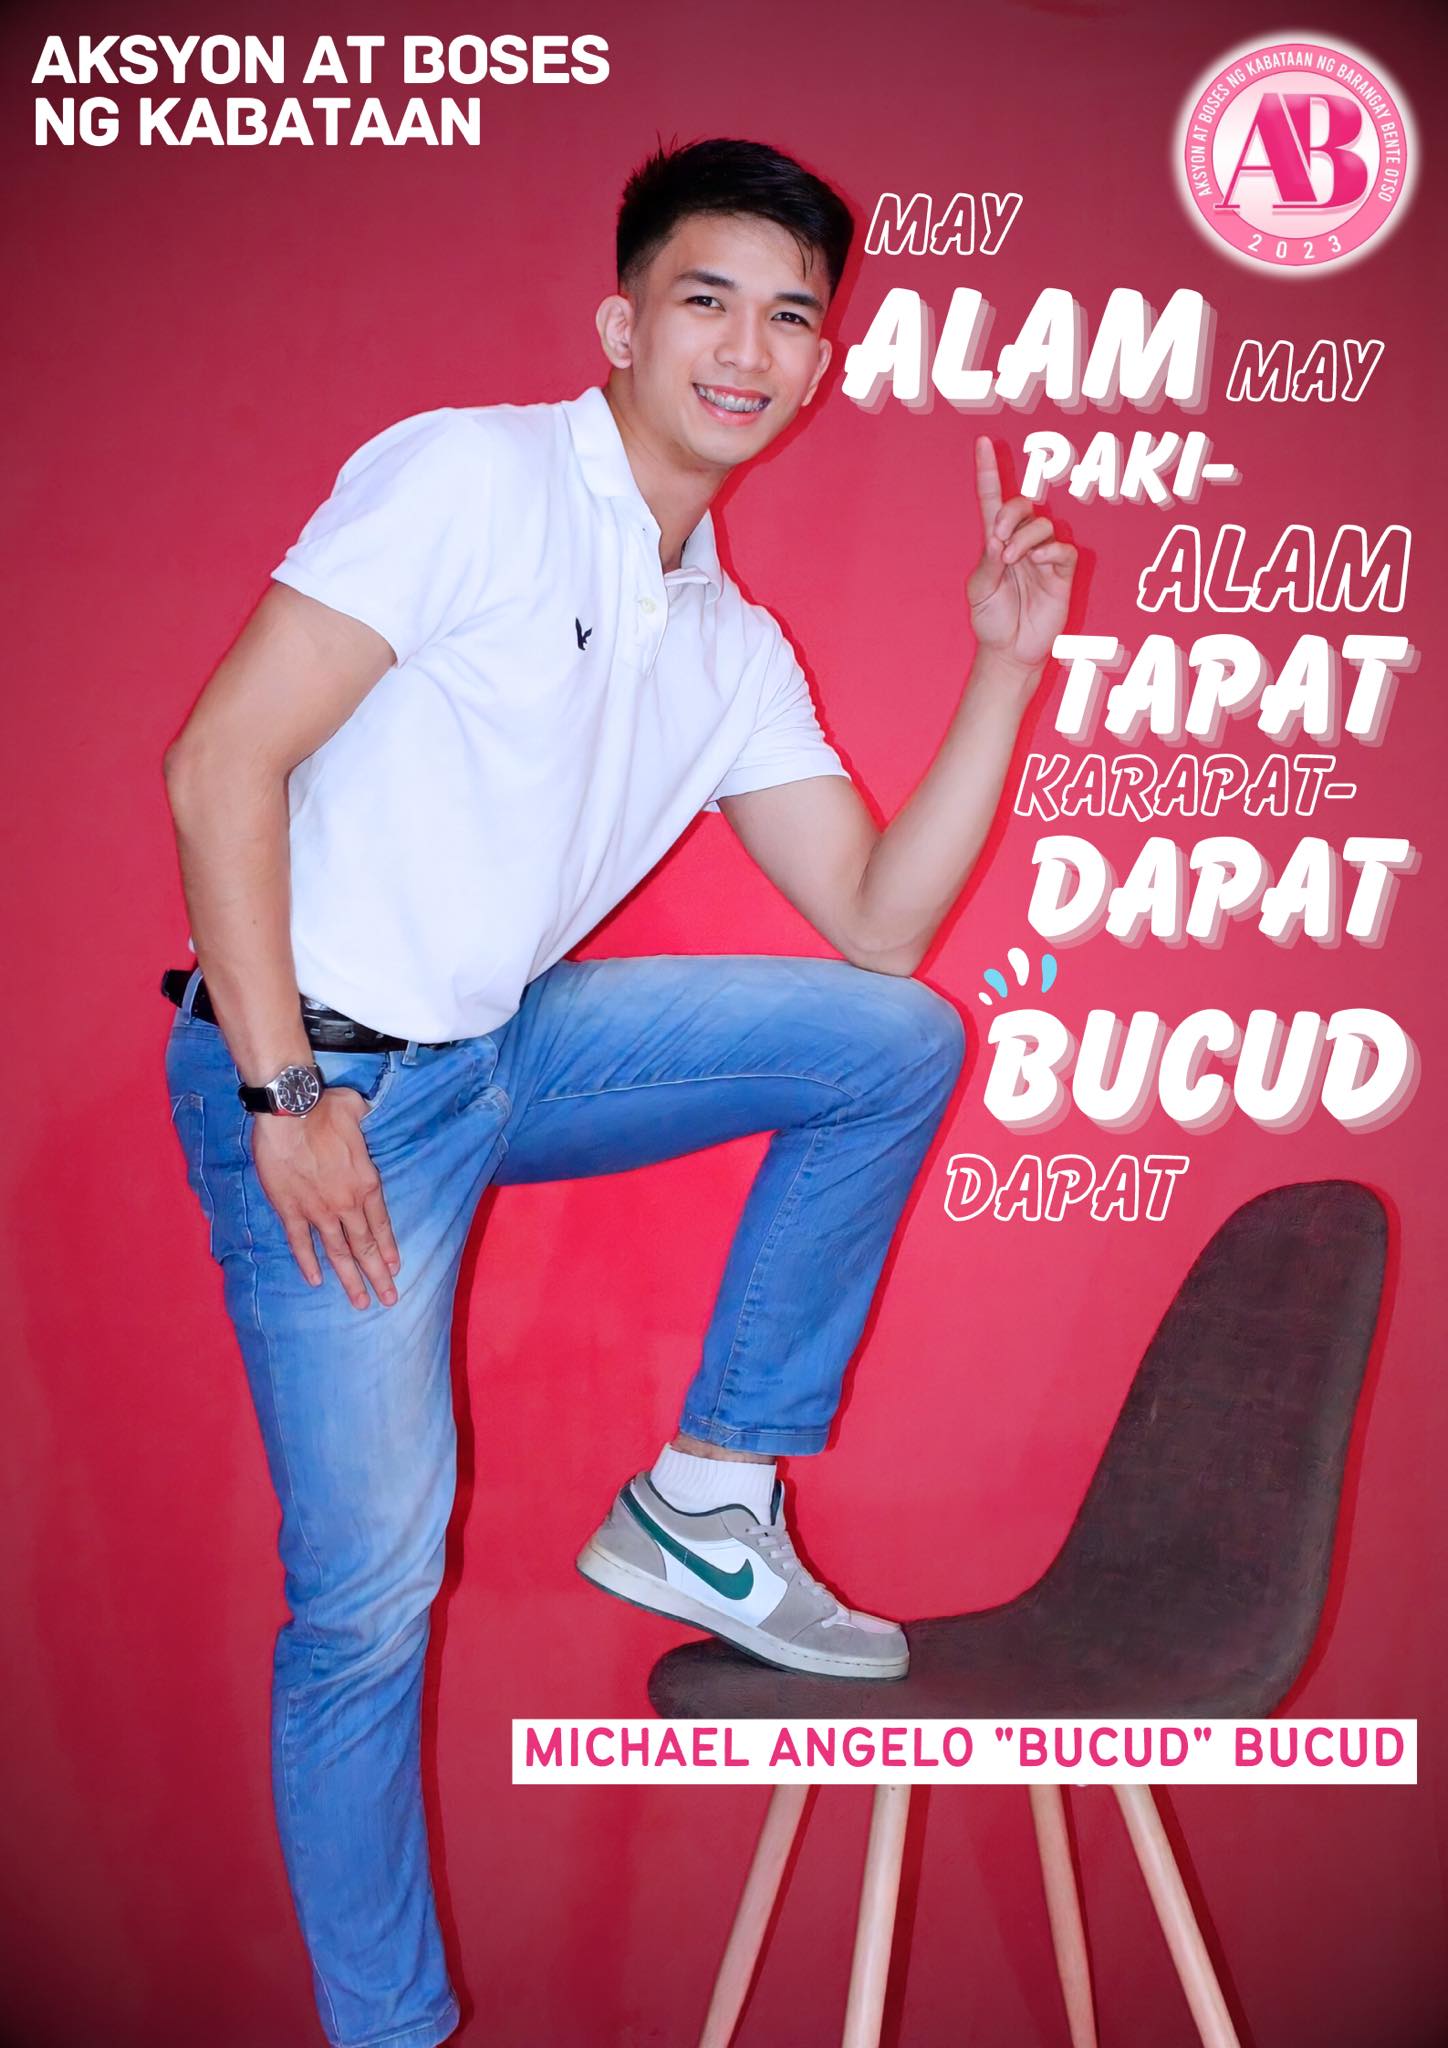 AKSYON AT BOSES
NG KABATAAN
AKSYON AT BOSES NG KABATAAN NG BARANGAY BENTE OTSO
AB
2023
MAY
ALAM MAY
PAKI-
ALAM
TAPAT
KARAPAT-
DAPAT
BUCUD
DAPAT
MICHAEL ANGELO "BUCUD" BUCUD